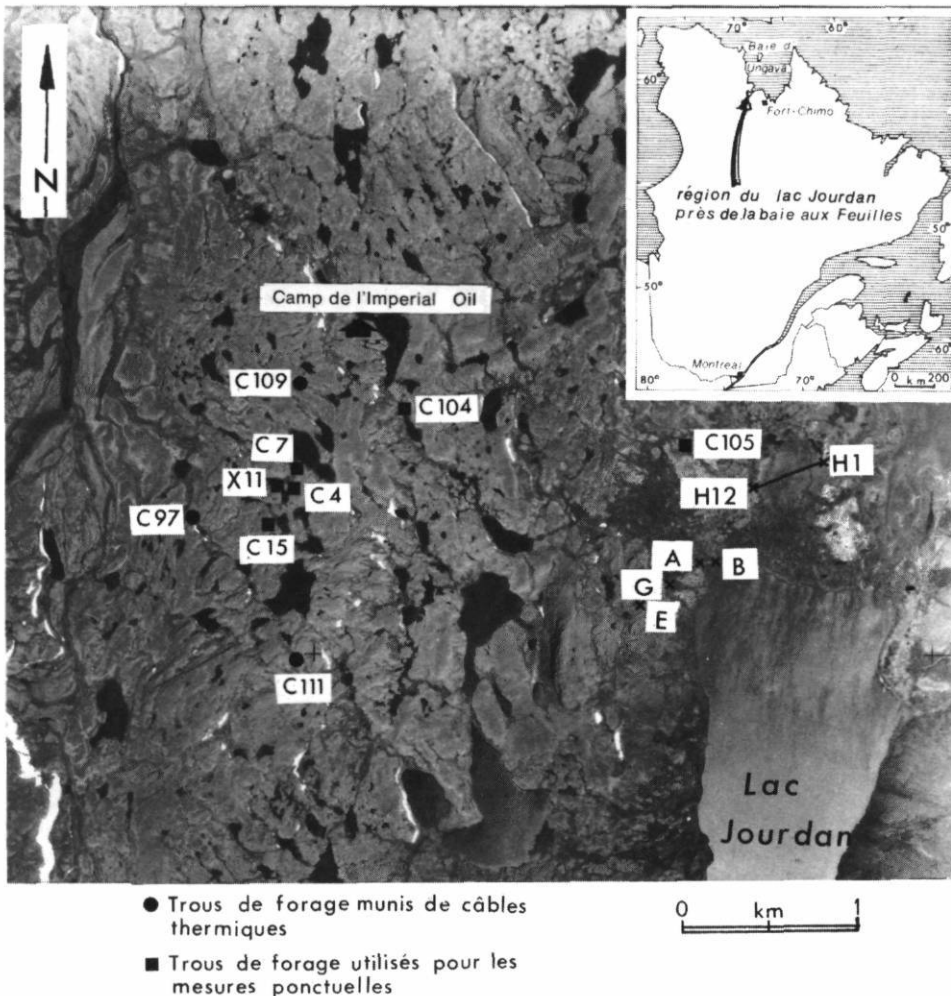 N
70°
60°
Baie d'
Ungava
60°
Fort-Chimo
région du lac Jourdan
près de la baie aux Feuilles
50°
50°
60°
Montreal
80°
70°
0 km 200
Camp de l'Imperial Oil
C109
C104
C7
C105
H1
X11
C4
H12
C97
C15
A
B
G
E
C111
Lac
Jourdan
● Trous de forage munis de câbles
thermiques
0 km 1
■ Trous de forage utilisés pour les
mesures ponctuelles